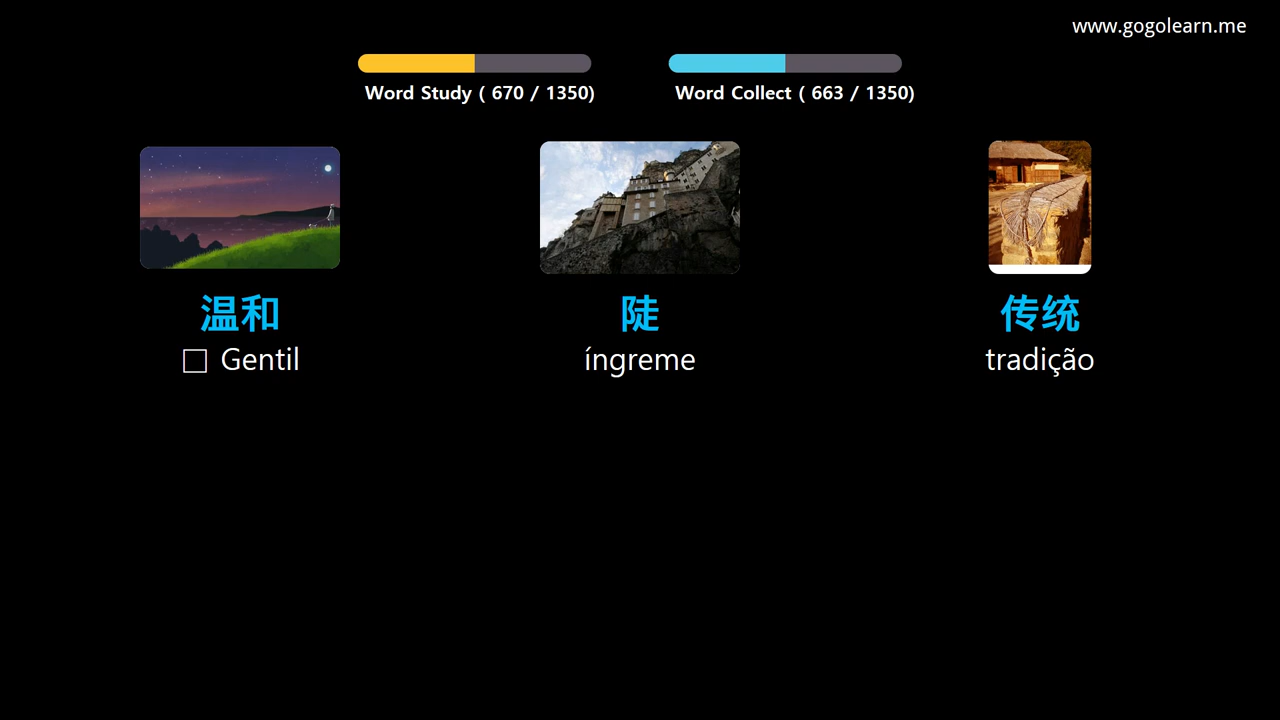 www.gogolearn.me
Word Study ( 670 / 1350)
Word Collect ( 663 / 1350)
温和
陡
传统
□ Gentil
íngreme
tradição